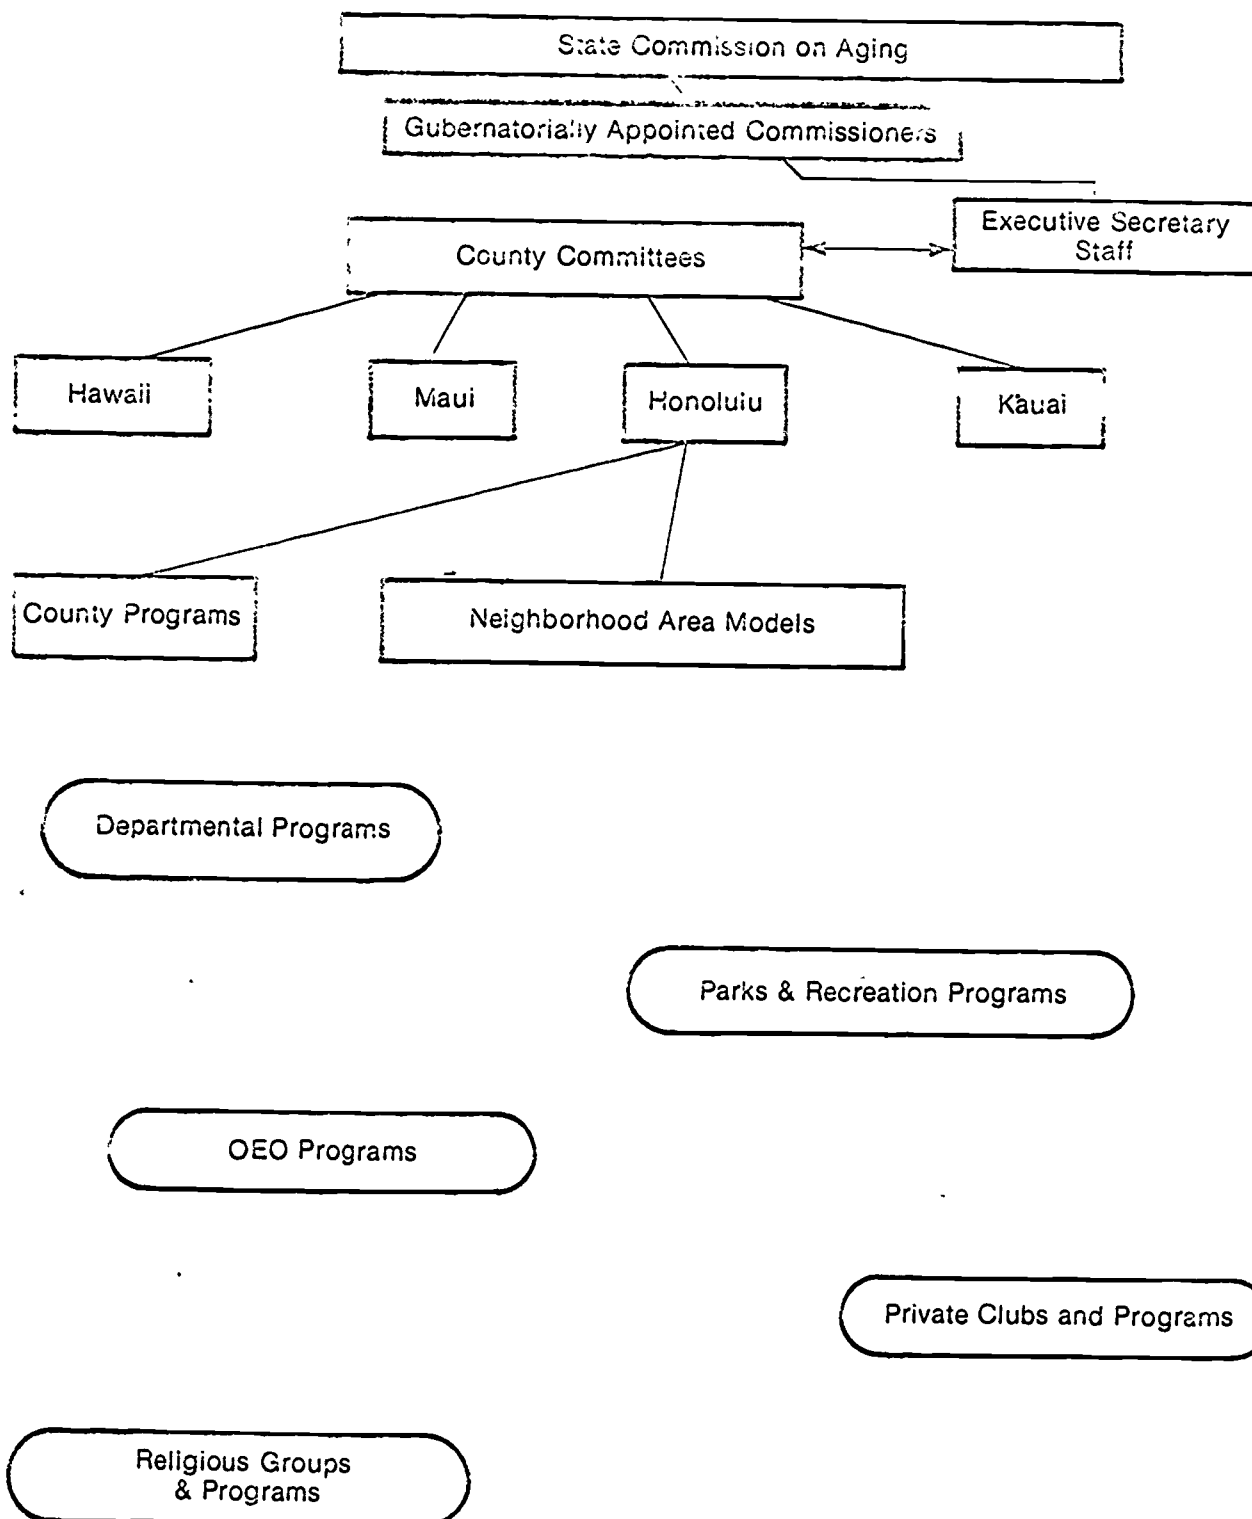 State Commission on Aging
Gubernatorially Appointed Commissioners
Executive Secretary
Staff
County Committees
Hawaii
Maui
Honolulu
Kauai
County Programs
Neighborhood Area Models
Departmental Programs
Parks & Recreation Programs
OEO Programs
Private Clubs and Programs
Religious Groups
& Programs